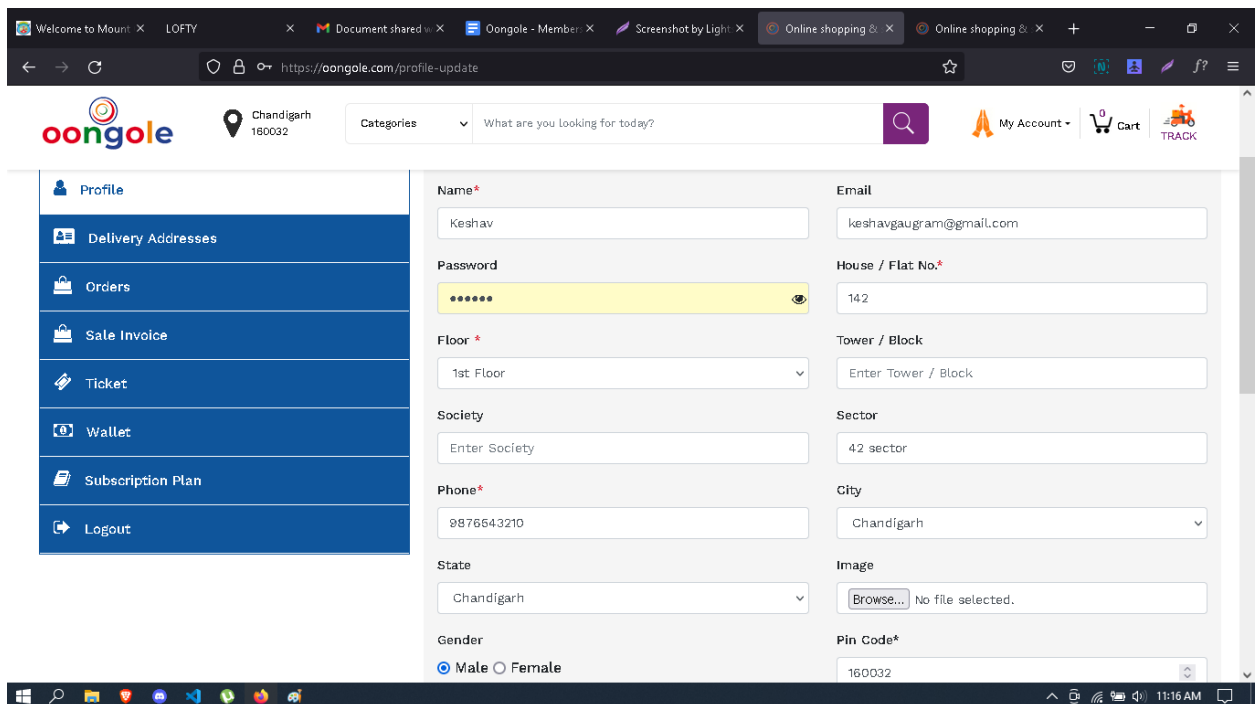 Welcome to Mount
LOFTY
Document shared w
Oongole - Member
Screenshot by Light
Online shopping &
Online shopping &
https://oongole.com/profile-update
f?
oongole
Chandigarh
160032
Categories
What are you looking for today?
My Account
0
Cart
TRACK
Profile
Delivery Addresses
Orders
Sale Invoice
Ticket
Wallet
Subscription Plan
Logout
Name*
Email
Keshav
keshavgaugram@gmail.com
Password
House / Flat No.*
●●●●●●
142
Floor *
Tower / Block
1st Floor
Enter Tower / Block
Society
Sector
Enter Society
42 sector
Phone*
City
9876643210
Chandigarh
State
Image
Chandigarh
Browse... No file selected.
Gender
Pin Code*
Male Female
160032
11:16 AM